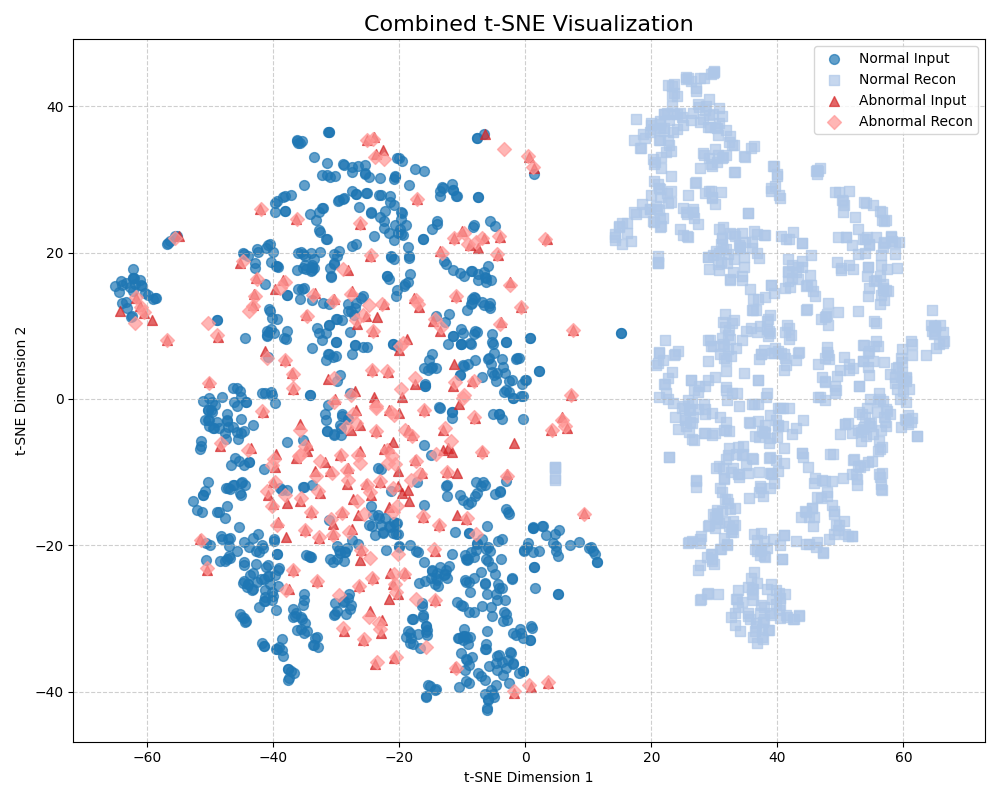 Combined t-SNE Visualization
Normal Input
Normal Recon
Abnormal Input
Abnormal Recon
40
20
0
−20
−40
t-SNE Dimension 2
−60
−40
−20
0
20
40
60
t-SNE Dimension 1